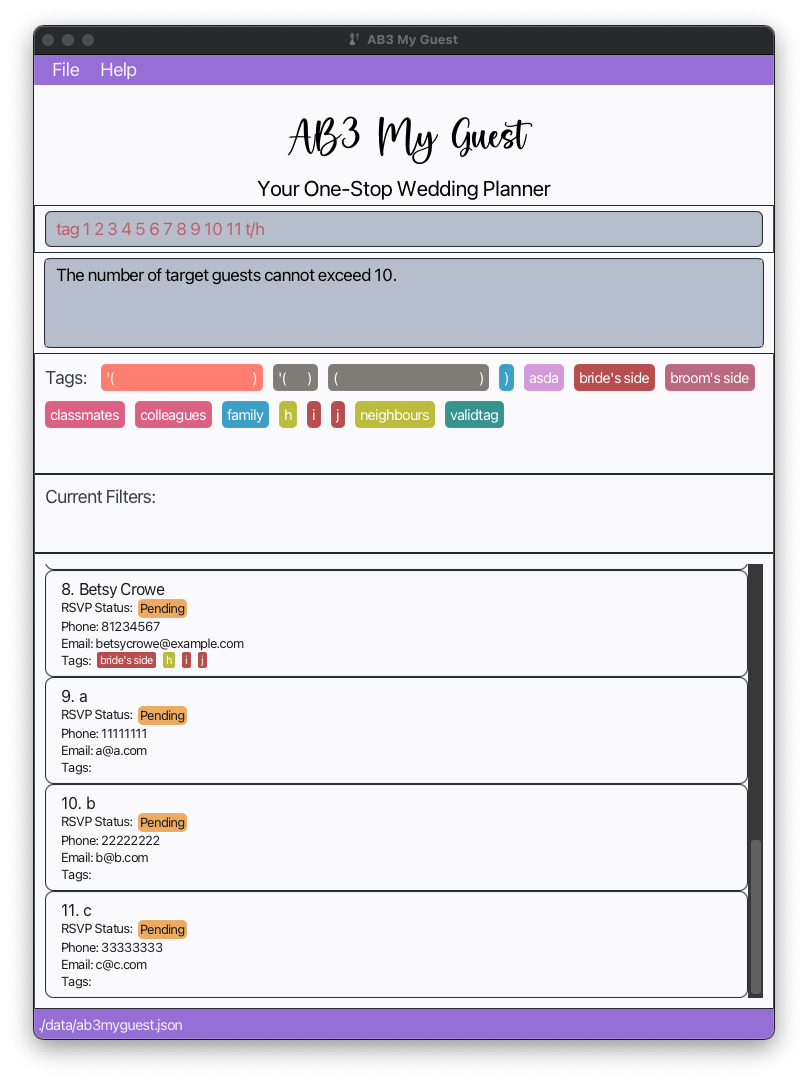 AB3 My Guest
File Help
AB3 My Guest
Your One-Stop Wedding Planner
tag 1 2 3 4 5 6 7 8 9 10 11 t/h
The number of target guests cannot exceed 10.
Tags: '( ) '( ) ( ) ) asda bride's side broom's side
classmates colleagues family h i j neighbours validtag
Current Filters:
8. Betsy Crowe
RSVP Status: Pending
Phone: 81234567
Email: betsycrowe@example.com
Tags: bride's side h i j
9. a
RSVP Status: Pending
Phone: 11111111
Email: a@a.com
Tags:
10. b
RSVP Status: Pending
Phone: 22222222
Email: b@b.com
Tags:
11. c
RSVP Status: Pending
Phone: 33333333
Email: c@c.com
Tags:
./data/ab3myguest.json